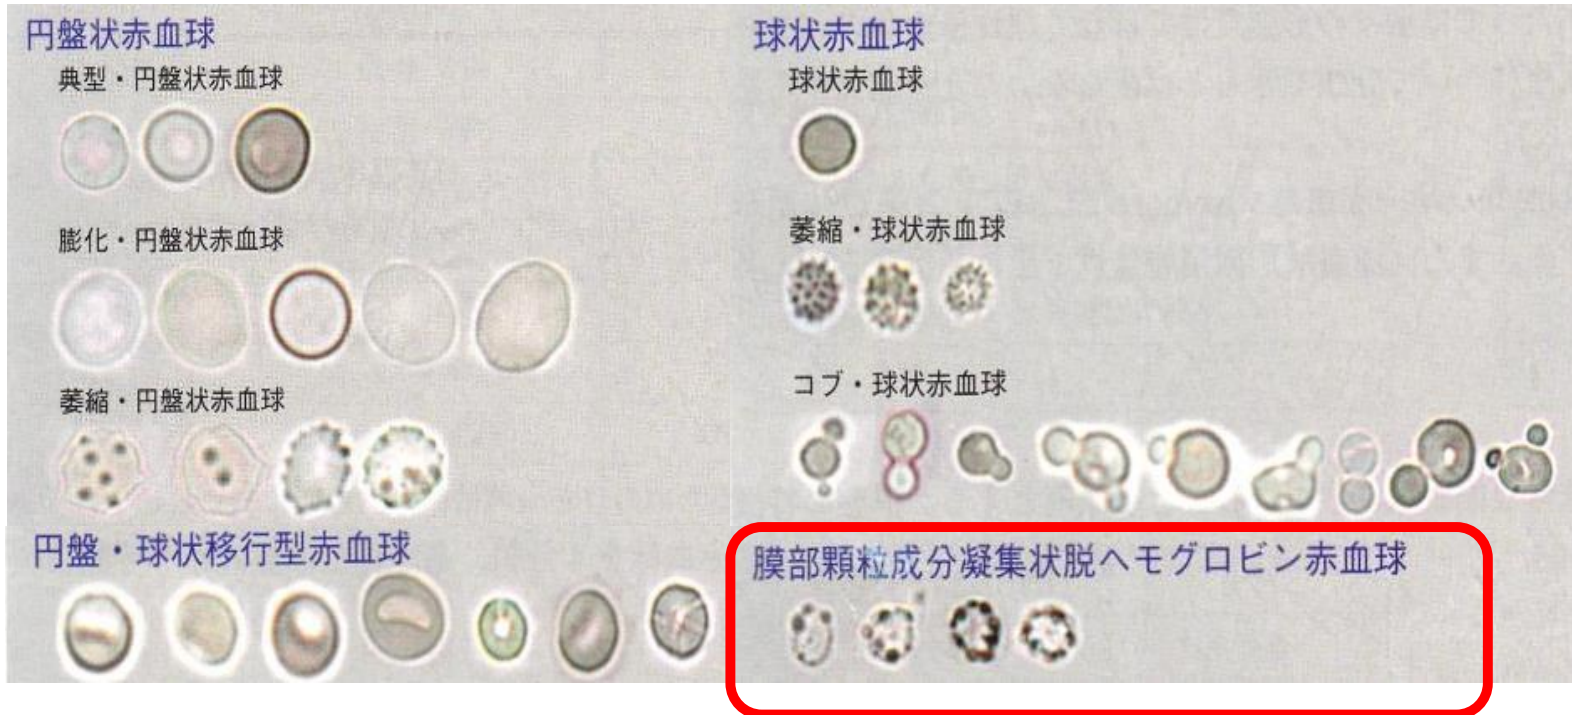 円盤状赤血球
典型・円盤状赤血球
膨化・円盤状赤血球
萎縮・円盤状赤血球
円盤・球状移行型赤血球
球状赤血球
球状赤血球
萎縮・球状赤血球
コブ・球状赤血球
膜部顆粒成分凝集状脱ヘモグロビン赤血球